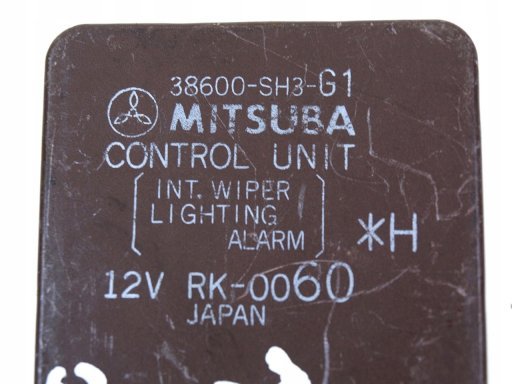 38600-SH3-G1
MITSUBA
CONTROL UNIT
INT. WIPER
LIGHTING
ALARM
*H
12V RK-0060
JAPAN